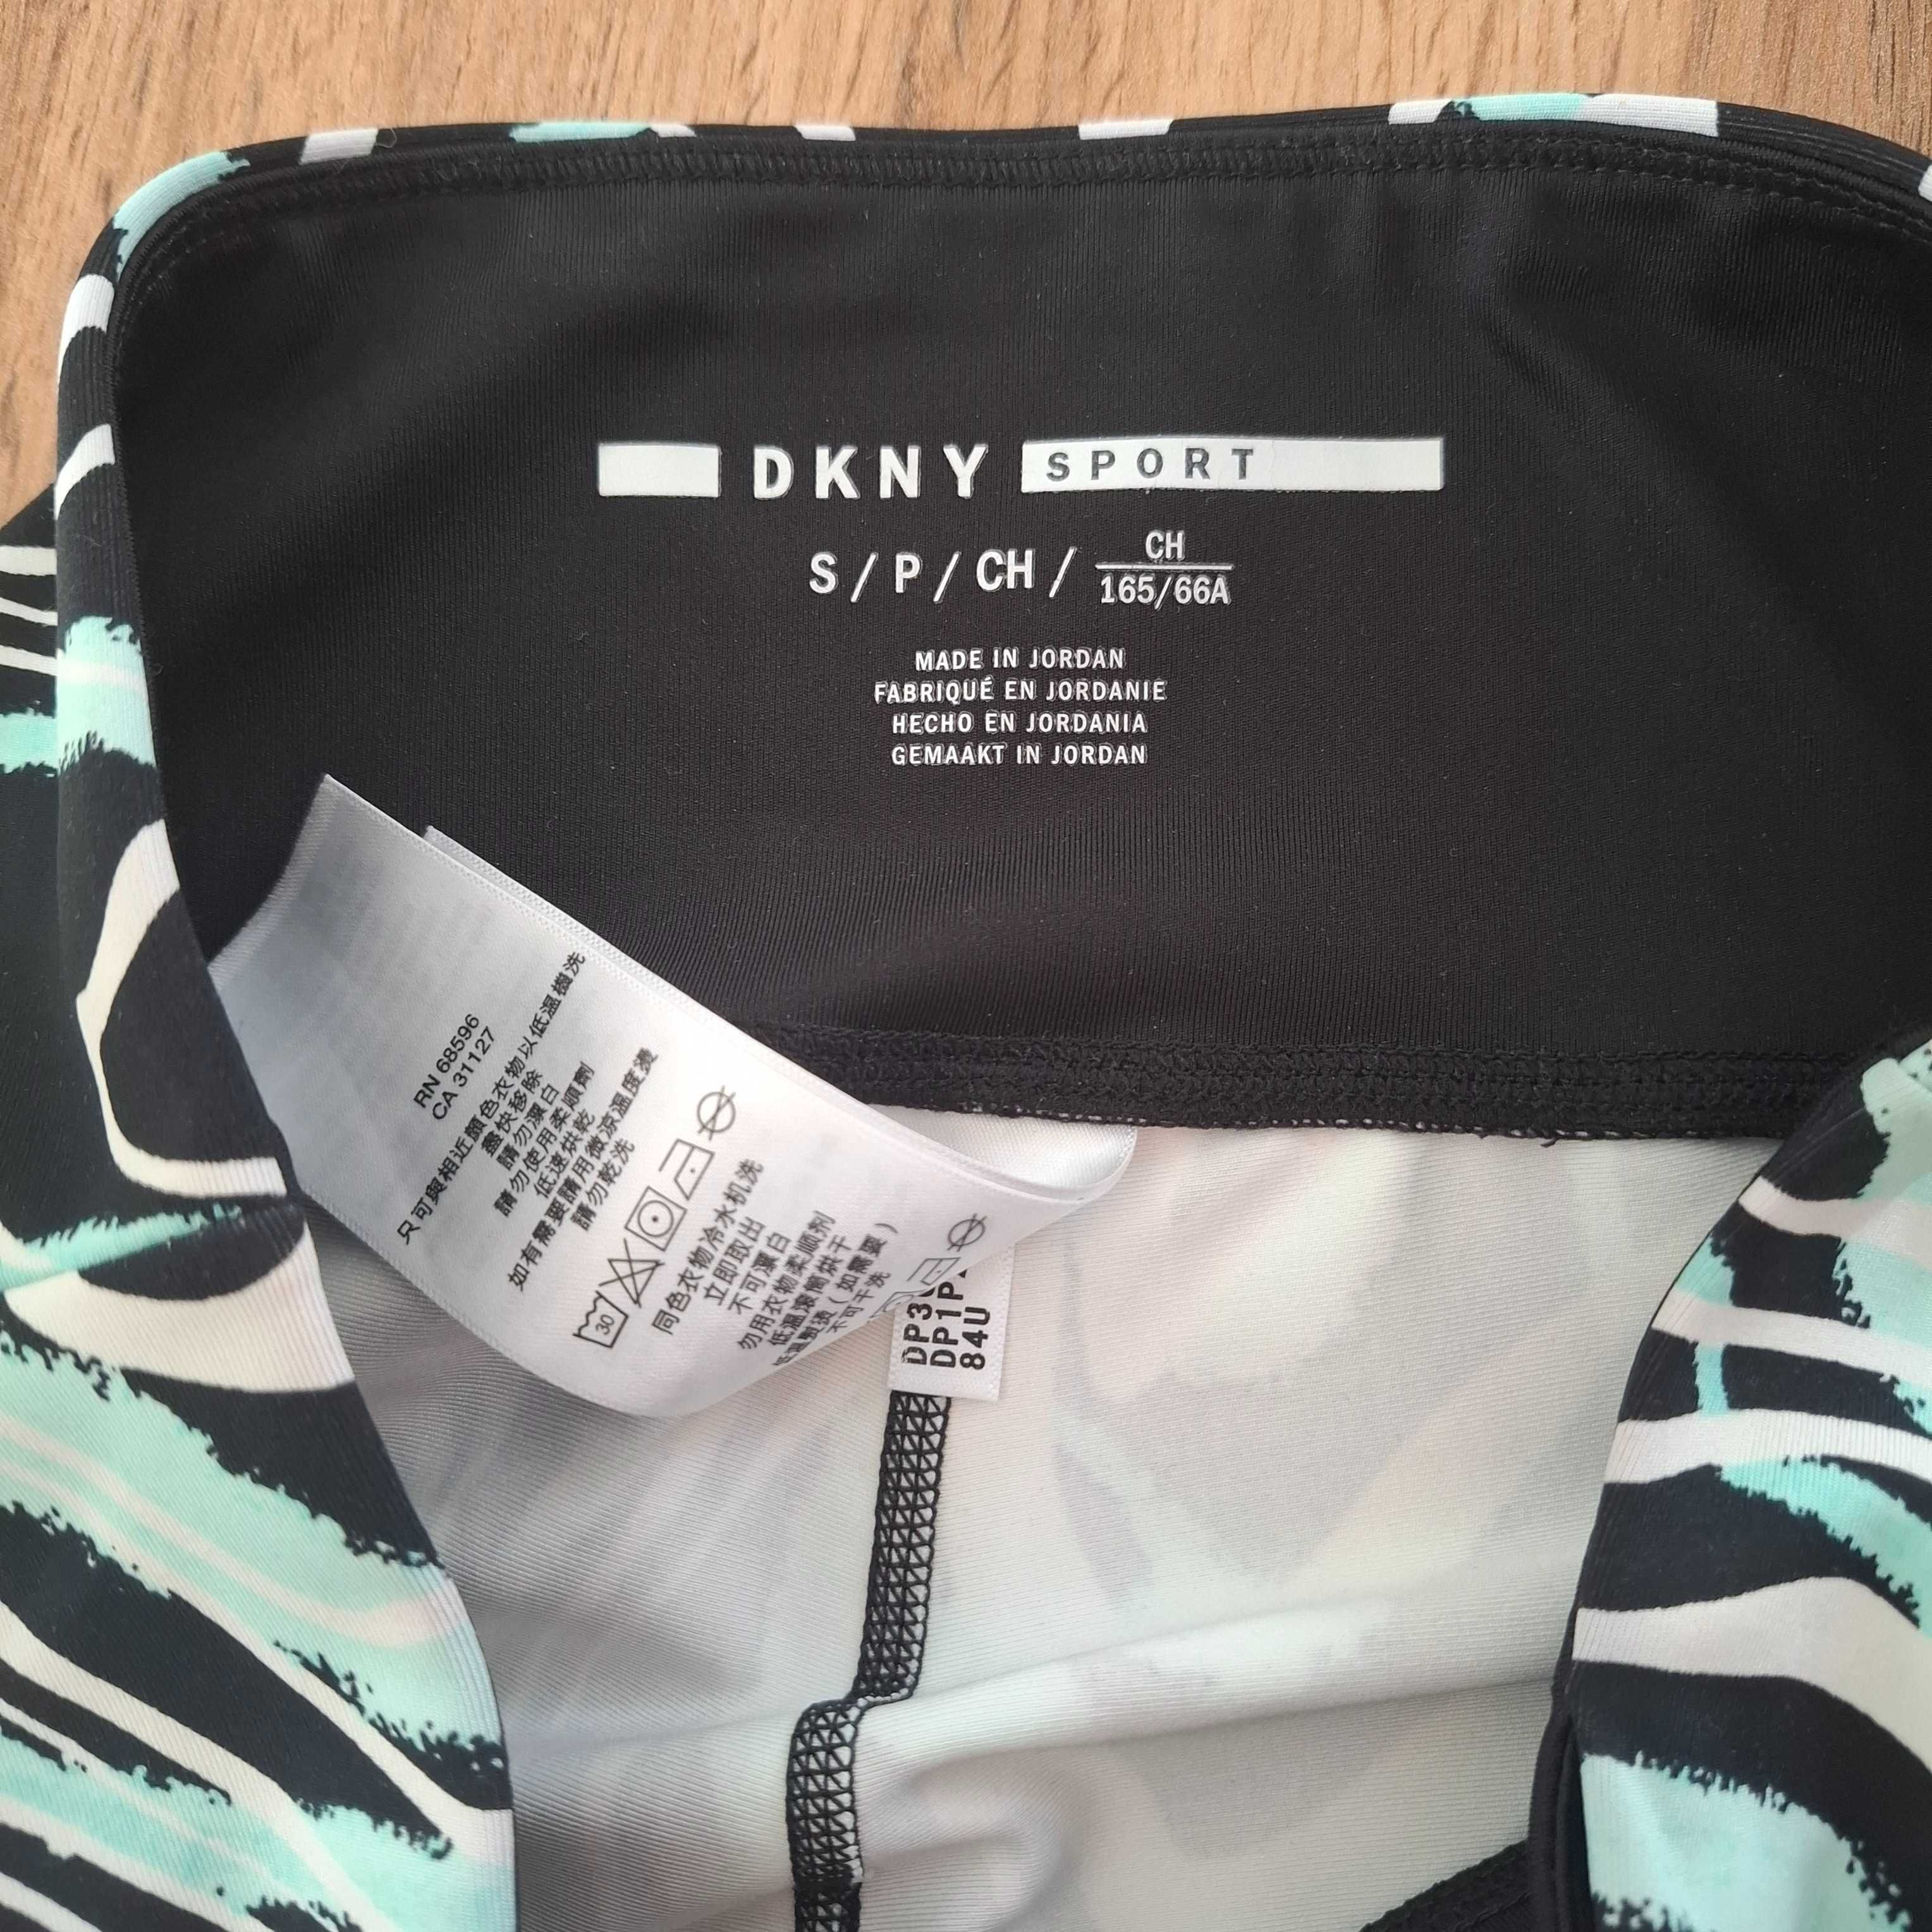 DKNY SPORT
S / P / CH / CH 165/66A
MADE IN JORDAN
FABRIQUÉ EN JORDANIE
HECHO EN JORDANIA
GEMAAKT IN JORDAN
RN 68596
CA 31127
只可與相近顏色衣物以低溫機洗
盡快移除
請勿漂白
請勿使用柔順劑
低速烘乾
如有需要請用微涼溫度燙
請勿乾洗
30
同色衣物冷水机洗
立即取出
不可漂白
勿用衣物柔顺剂
低温滚筒烘干
(如需要)
不可干洗
DP1P
84U